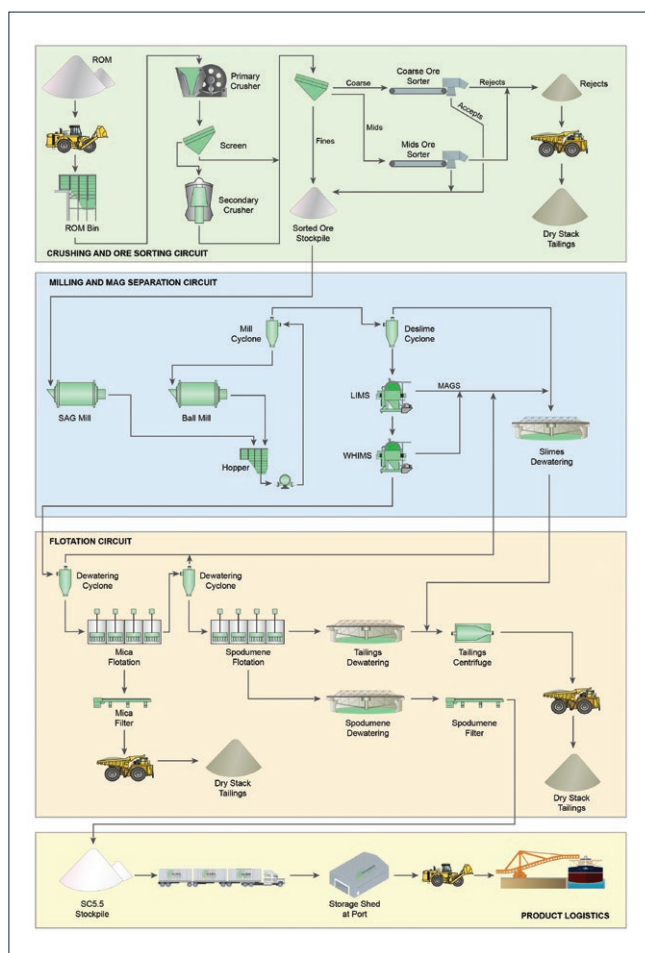 ROM
Primary
Crusher
Coarse
Coarse Ore
Sorter
Rejects
Rejects
Accepts
Screen
Mids
Mids Ore
Sorter
Fines
ROM Bin
Secondary
Crusher
Sorted Ore
Stockpile
Dry Stack
Tailings
CRUSHING AND ORE SORTING CIRCUIT
MILLING AND MAG SEPARATION CIRCUIT
Mill
Cyclone
Deslime
Cyclone
MAGS
SAG Mill
Ball Mill
LIMS
Hopper
WHIMS
Slimes
Dewatering
FLOTATION CIRCUIT
Dewatering
Cyclone
Dewatering
Cyclone
Mica
Flotation
Spodumene
Flotation
Tailings
Dewatering
Tailings
Centrifuge
Mica
Filter
Spodumene
Dewatering
Spodumene
Filter
Dry Stack
Tailings
Dry Stack
Tailings
SC5.5
Stockpile
Storage Shed
at Port
PRODUCT LOGISTICS